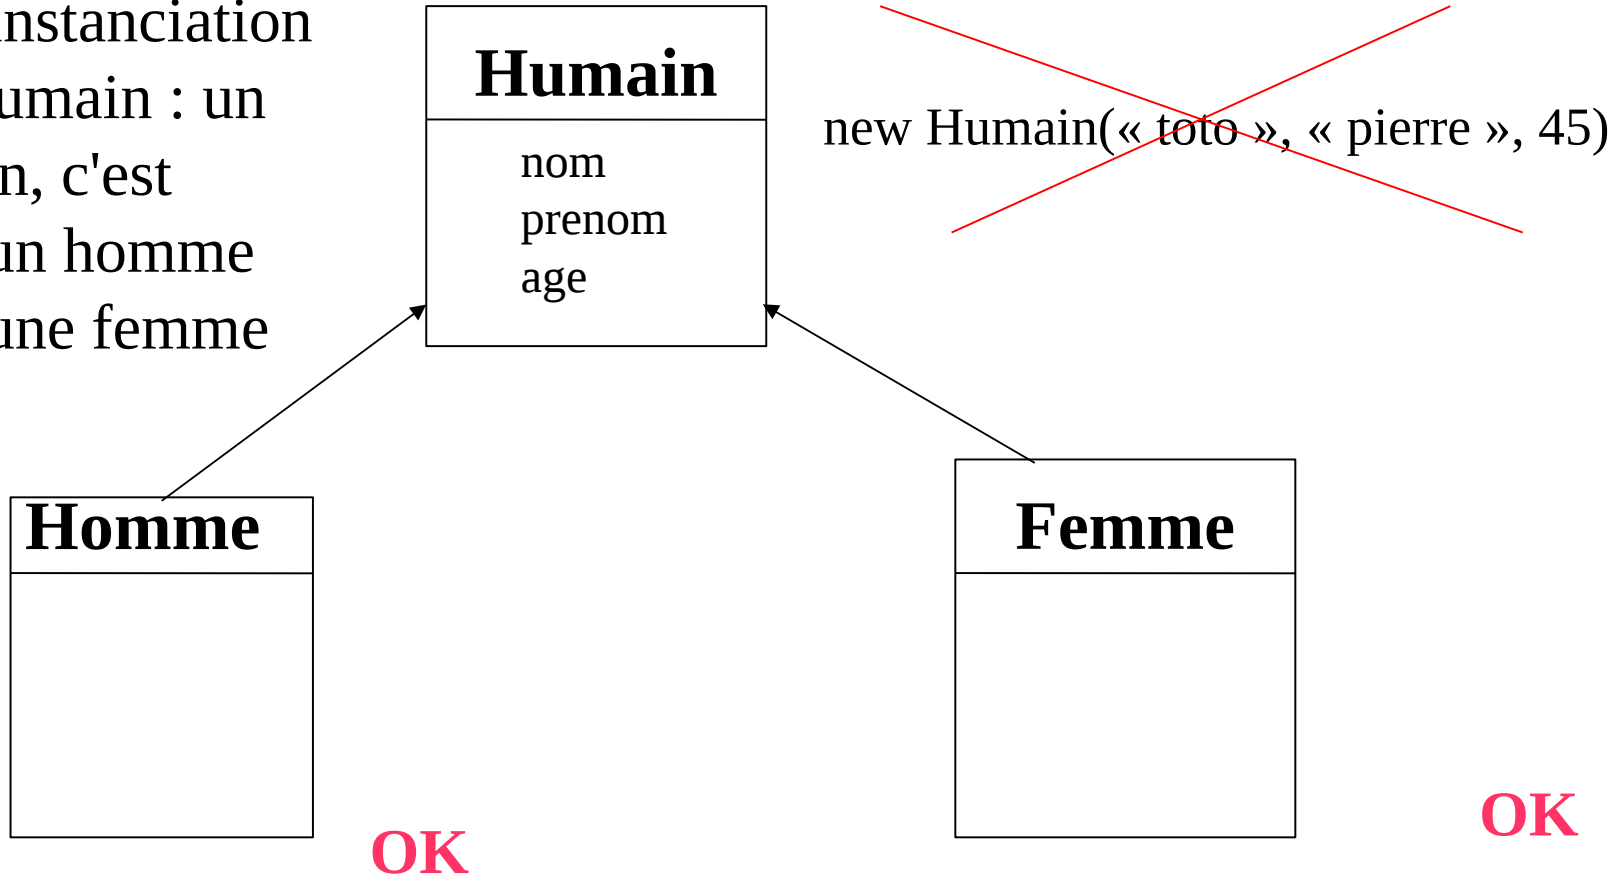 instanciation
umain : un
n, c'est
un homme
une femme
Humain
nom
prenom
age
new Humain(« toto », « pierre », 45)
Homme
Femme
OK
OK